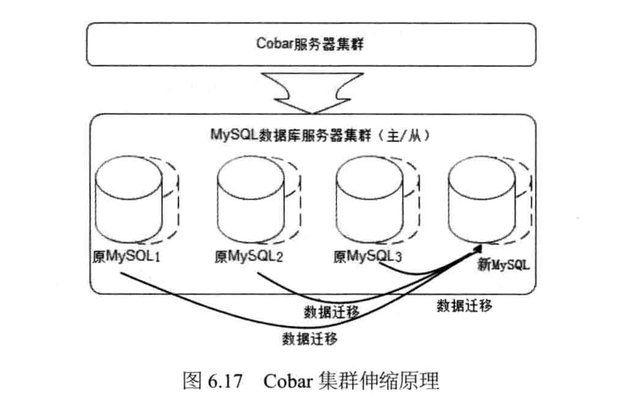 Cobar服务器集群
MySQL数据库服务器集群(主/从)
原MySQL1
原MySQL2
原MySQL3
新MySQL
数据迁移
数据迁移
数据迁移
图 6.17 Cobar 集群伸缩原理